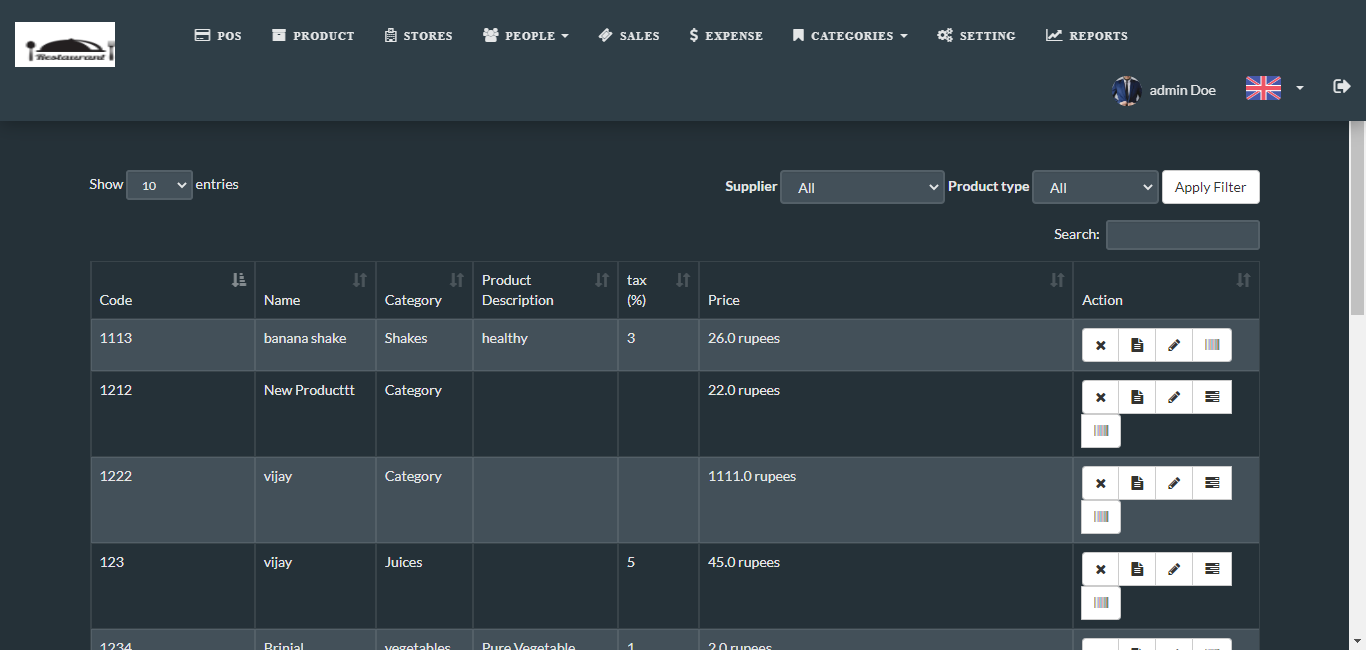 Restaurant
POS PRODUCT STORES PEOPLE SALES EXPENSE CATEGORIES SETTING REPORTS
admin Doe
Show 10 entries
Supplier All Product type All Apply Filter
Search:
Code Name Category Product Description tax (%) Price Action
1113 banana shake Shakes healthy 3 26.0 rupees
1212 New Producttt Category 22.0 rupees
1222 vijay Category 1111.0 rupees
123 vijay Juices 5 45.0 rupees
1234 Brinjal vegetables Pure Vegetable 1 2.0 rupees